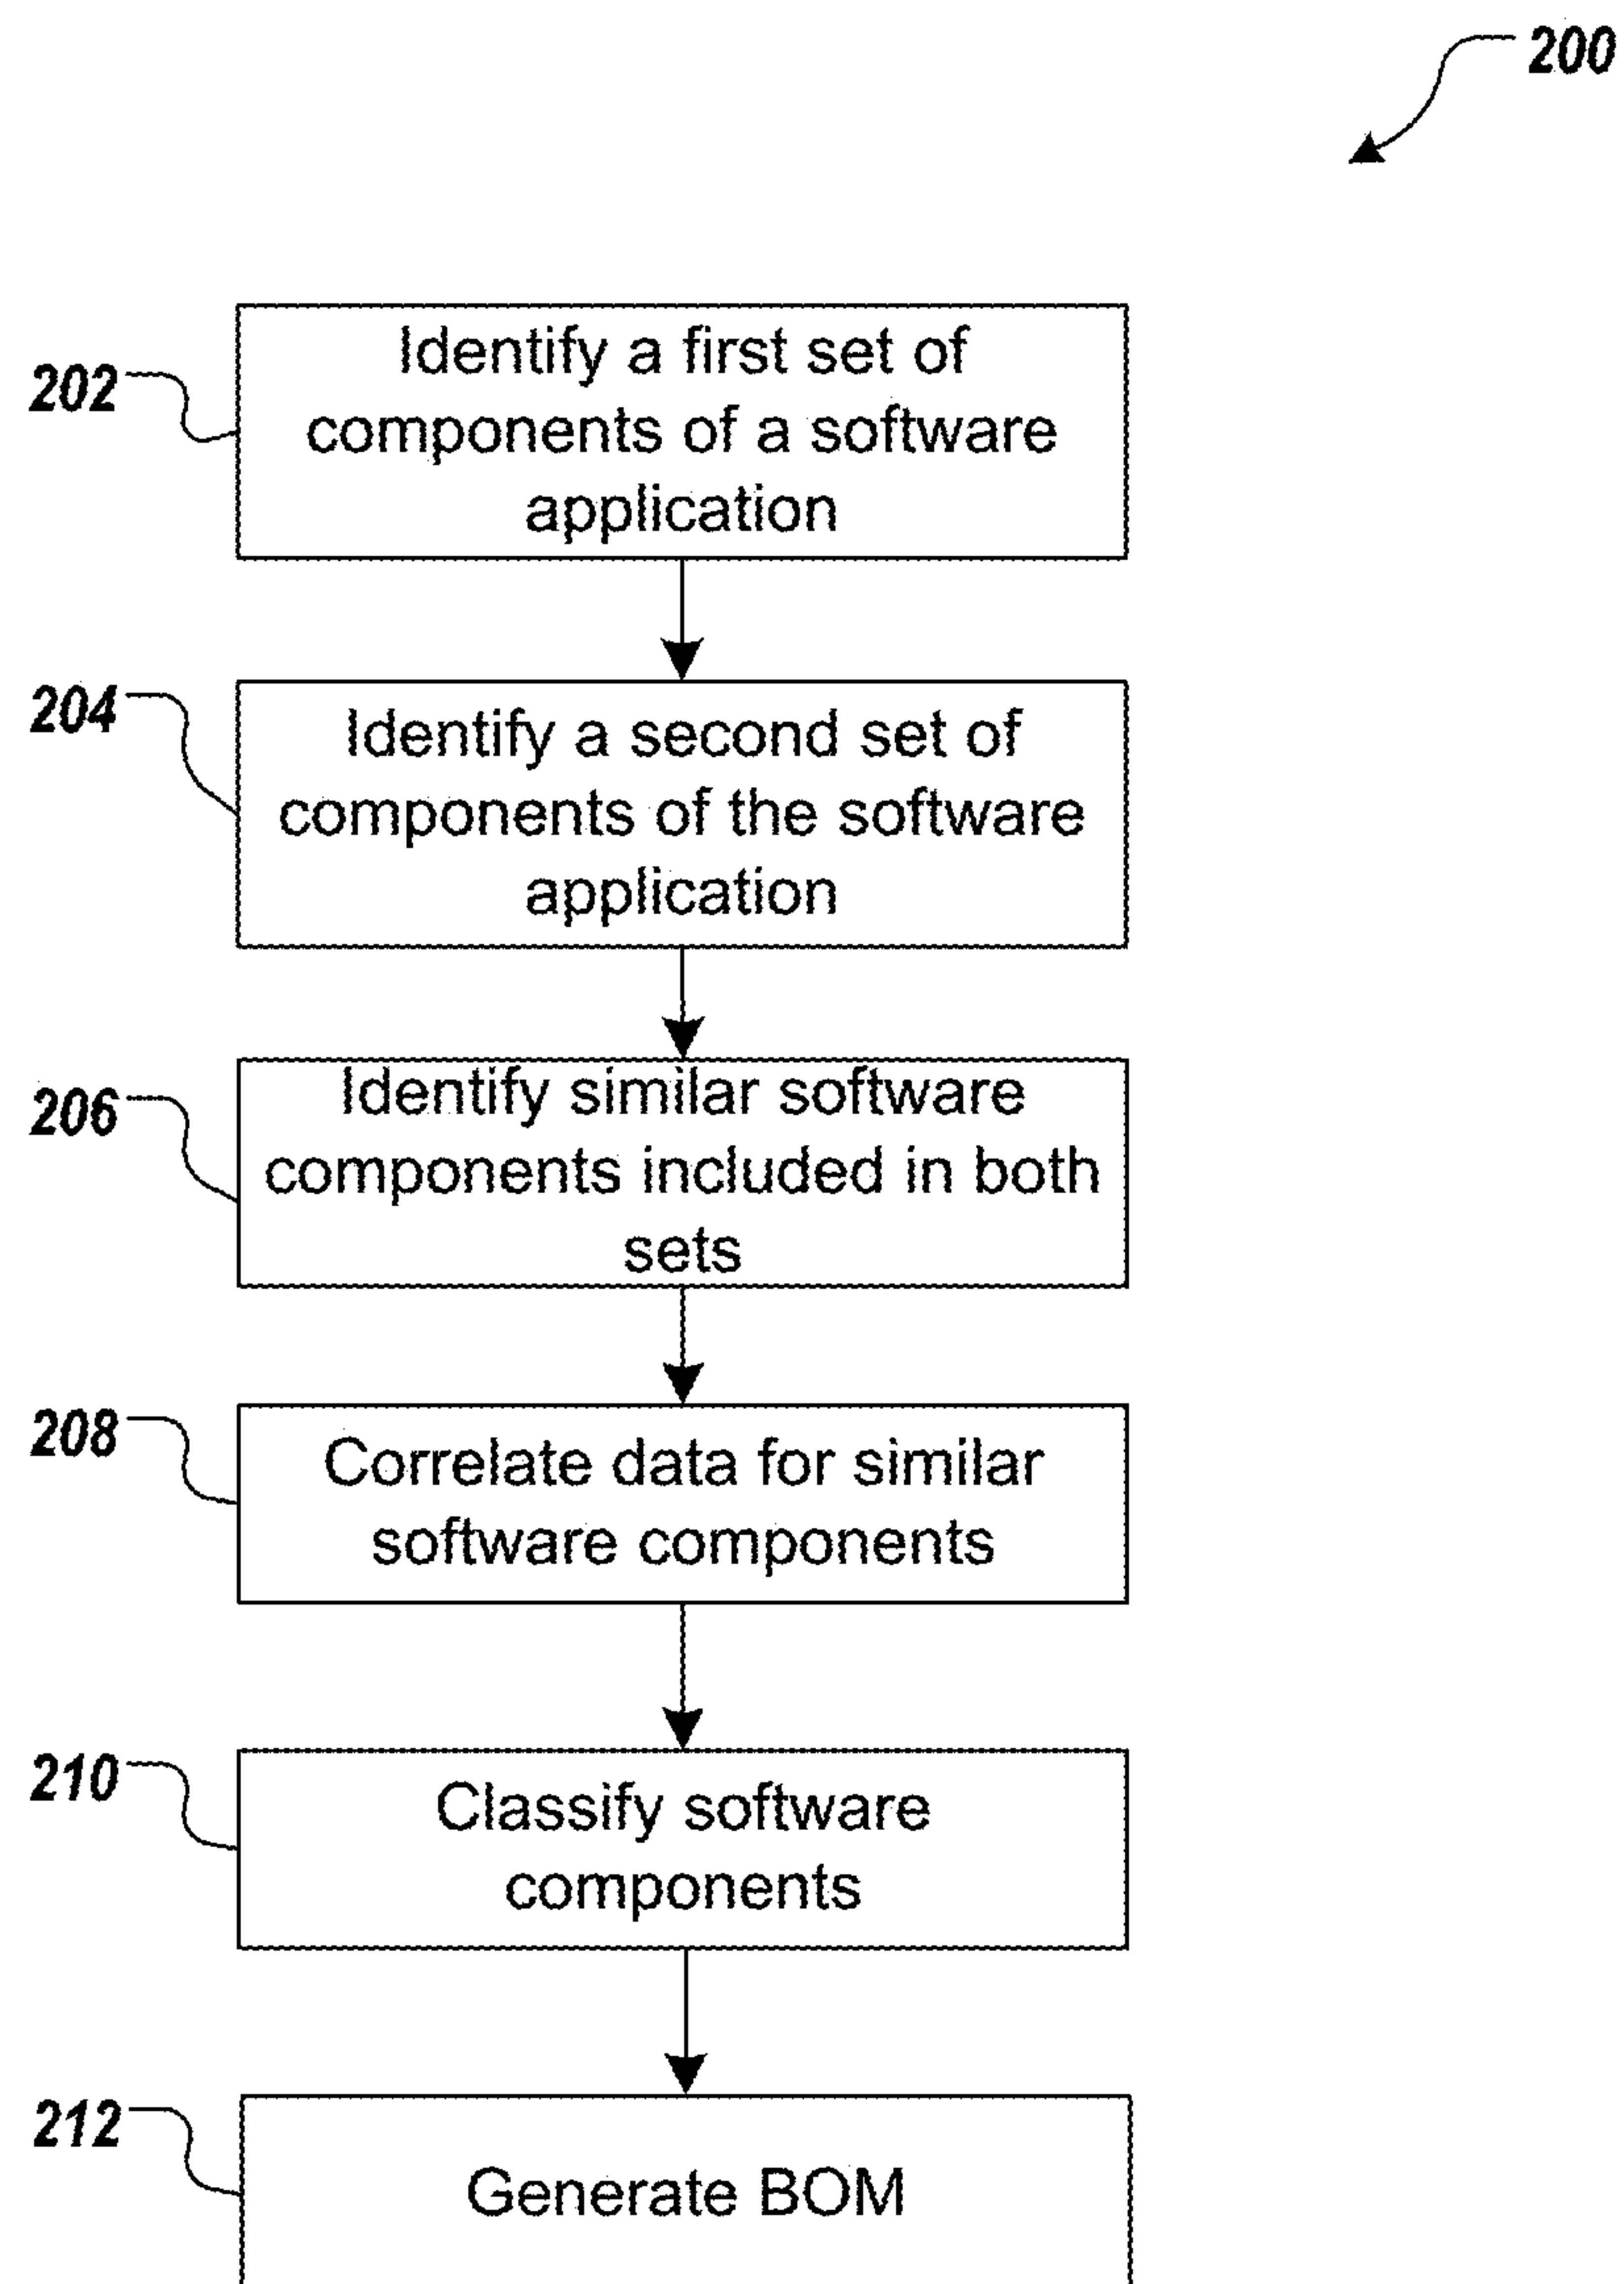 200
202
Identify a first set of
components of a software
application
204
Identify a second set of
components of the software
application
206
Identify similar software
components included in both
sets
208
Correlate data for similar
software components
210
Classify software
components
212
Generate BOM